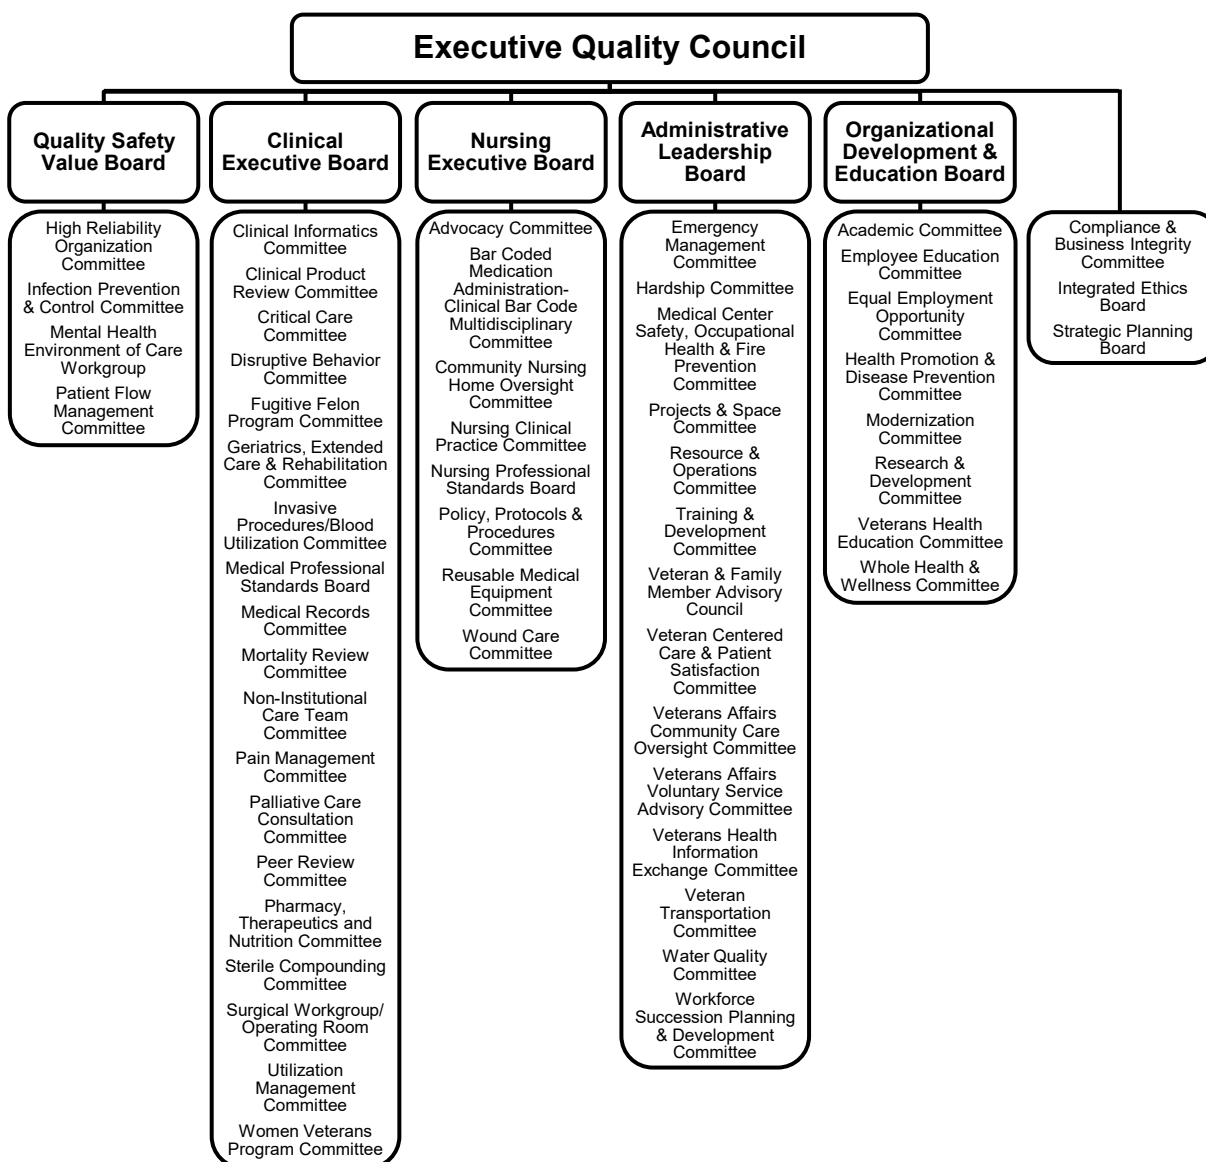 Executive Quality Council
Quality Safety
Value Board
High Reliability
Organization
Committee
Infection Prevention
& Control Committee
Mental Health
Environment of Care
Workgroup
Patient Flow
Management
Committee
Clinical
Executive Board
Clinical Informatics
Committee
Clinical Product
Review Committee
Critical Care
Committee
Disruptive Behavior
Committee
Fugitive Felon
Program Committee
Geriatrics, Extended
Care & Rehabilitation
Committee
Invasive
Procedures/Blood
Utilization Committee
Medical Professional
Standards Board
Medical Records
Committee
Mortality Review
Committee
Non-Institutional
Care Team
Committee
Pain Management
Committee
Palliative Care
Consultation
Committee
Peer Review
Committee
Pharmacy,
Therapeutics and
Nutrition Committee
Sterile Compounding
Committee
Surgical Workgroup/
Operating Room
Committee
Utilization
Management
Committee
Women Veterans
Program Committee
Nursing
Executive Board
Advocacy Committee
Bar Coded
Medication
Administration-
Clinical Bar Code
Multidisciplinary
Committee
Community Nursing
Home Oversight
Committee
Nursing Clinical
Practice Committee
Nursing Professional
Standards Board
Policy, Protocols &
Procedures
Committee
Reusable Medical
Equipment
Committee
Wound Care
Committee
Administrative
Leadership
Board
Emergency
Management
Committee
Hardship Committee
Medical Center
Safety, Occupational
Health & Fire
Prevention
Committee
Projects & Space
Committee
Resource &
Operations
Committee
Training &
Development
Committee
Veteran & Family
Member Advisory
Council
Veteran Centered
Care & Patient
Satisfaction
Committee
Veterans Affairs
Community Care
Oversight Committee
Veterans Affairs
Voluntary Service
Advisory Committee
Veterans Health
Information
Exchange Committee
Veteran
Transportation
Committee
Water Quality
Committee
Workforce
Succession Planning
& Development
Committee
Organizational
Development &
Education Board
Academic Committee
Employee Education
Committee
Equal Employment
Opportunity
Committee
Health Promotion &
Disease Prevention
Committee
Modernization
Committee
Research &
Development
Committee
Veterans Health
Education Committee
Whole Health &
Wellness Committee
Compliance &
Business Integrity
Committee
Integrated Ethics
Board
Strategic Planning
Board